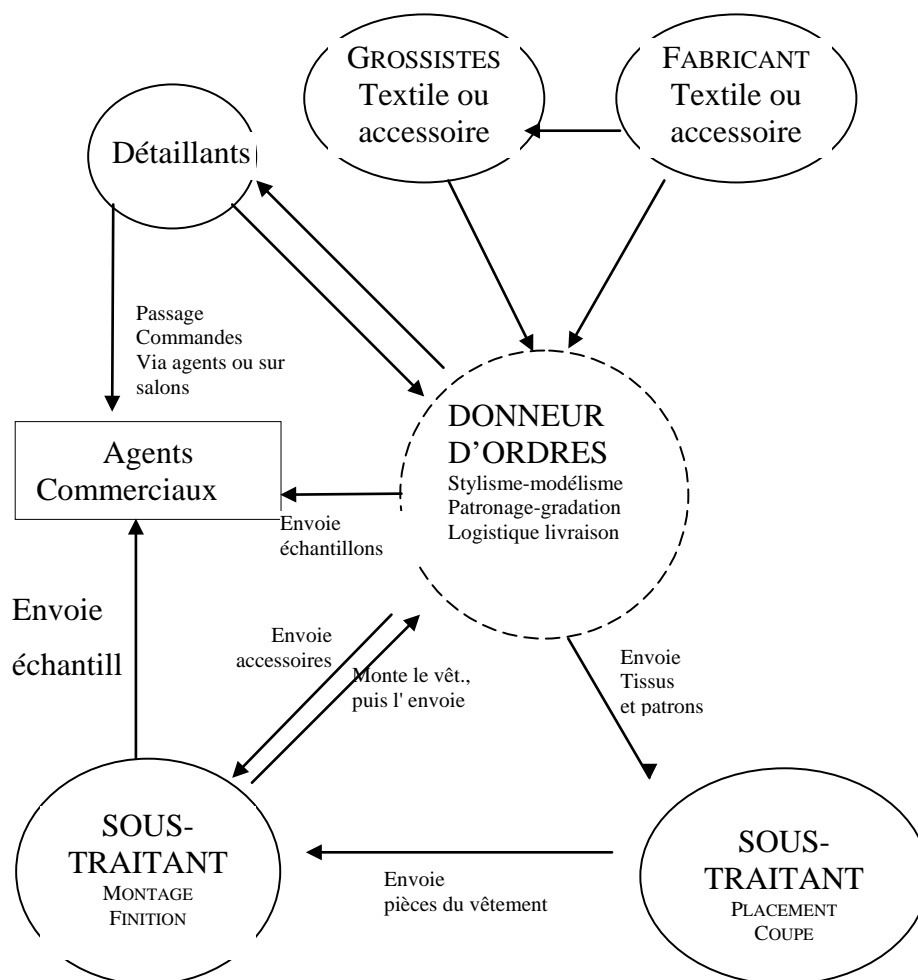 GROSSISTES
Textile ou
accessoire
FABRICANT
Textile ou
accessoire
Détaillants
Passage
Commandes
Via agents ou sur
salons
DONNEUR
D'ORDRES
Stylisme-modélisme
Patronage-gradation
Logistique livraison
Agents
Commerciaux
Envoie
échantillons
Envoie
échantill
Envoie
accessoires
Monte le vêt.,
puis l' envoie
Envoie
Tissus
et patrons
SOUS-
TRAITANT
MONTAGE
FINITION
Envoie
pièces du vêtement
SOUS-
TRAITANT
PLACEMENT
COUPE